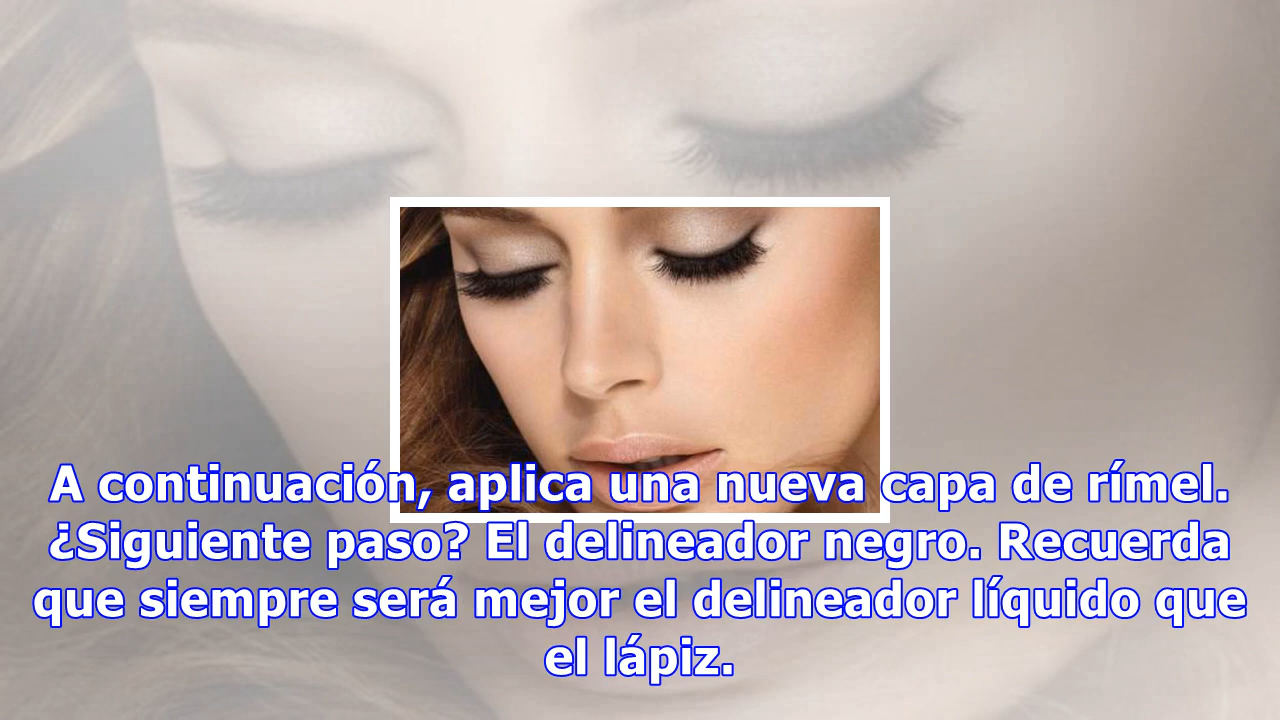 A continuación, aplica una nueva capa de rímel.
¿Siguiente paso? El delineador negro. Recuerda
que siempre será mejor el delineador líquido que
el lápiz.